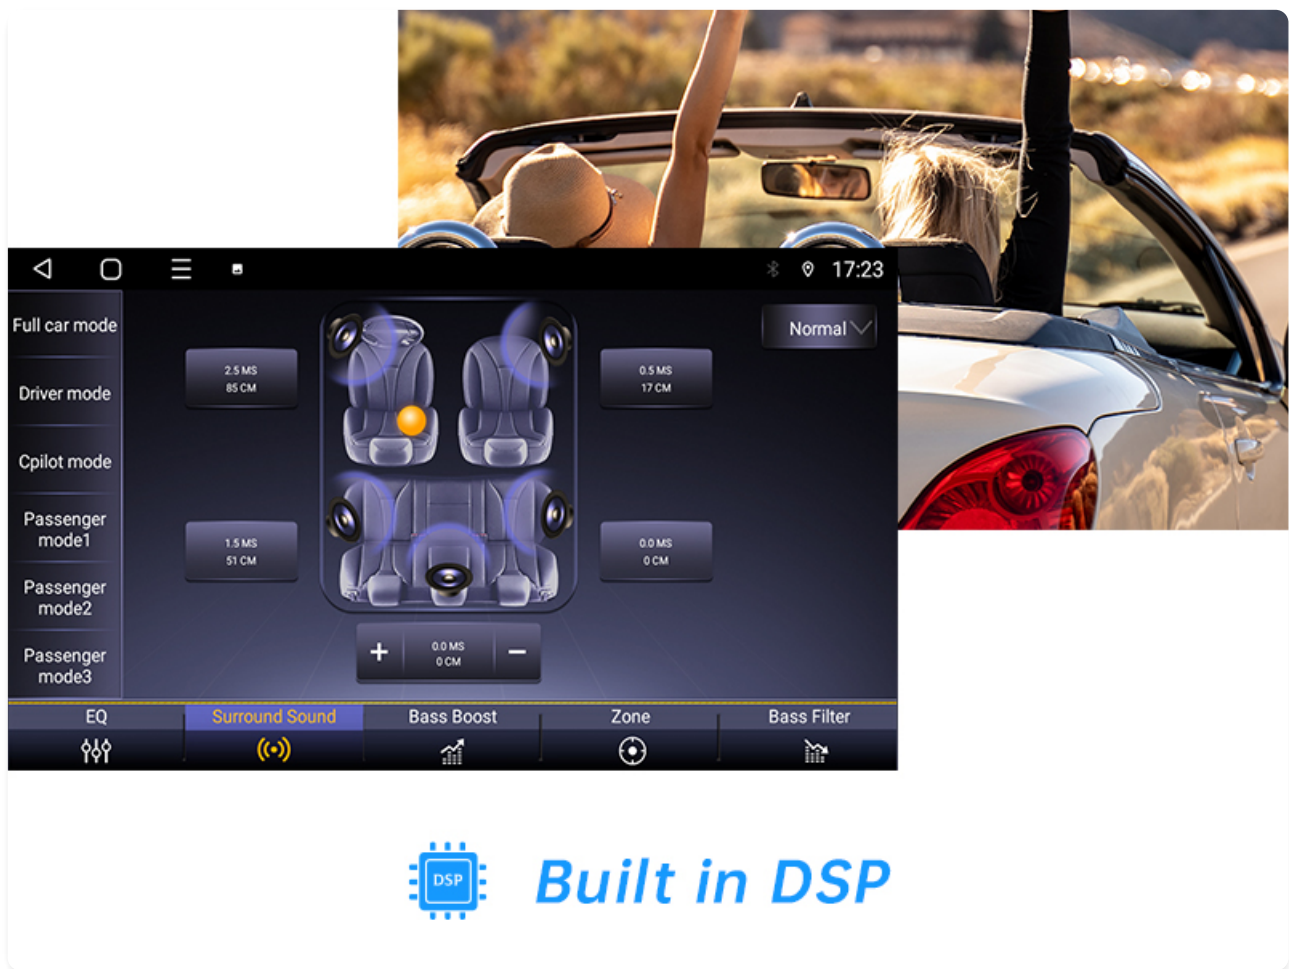 17:23
Full car mode
Driver mode
Cpilot mode
Passenger
mode1
Passenger
mode2
Passenger
mode3
Normal
2.5 MS
85 CM
0.5 MS
17 CM
1.5 MS
51 CM
0.0 MS
0 CM
+
0.0 MS
0 CM
−
EQ
Surround Sound
Bass Boost
Zone
Bass Filter
DSP
Built in DSP